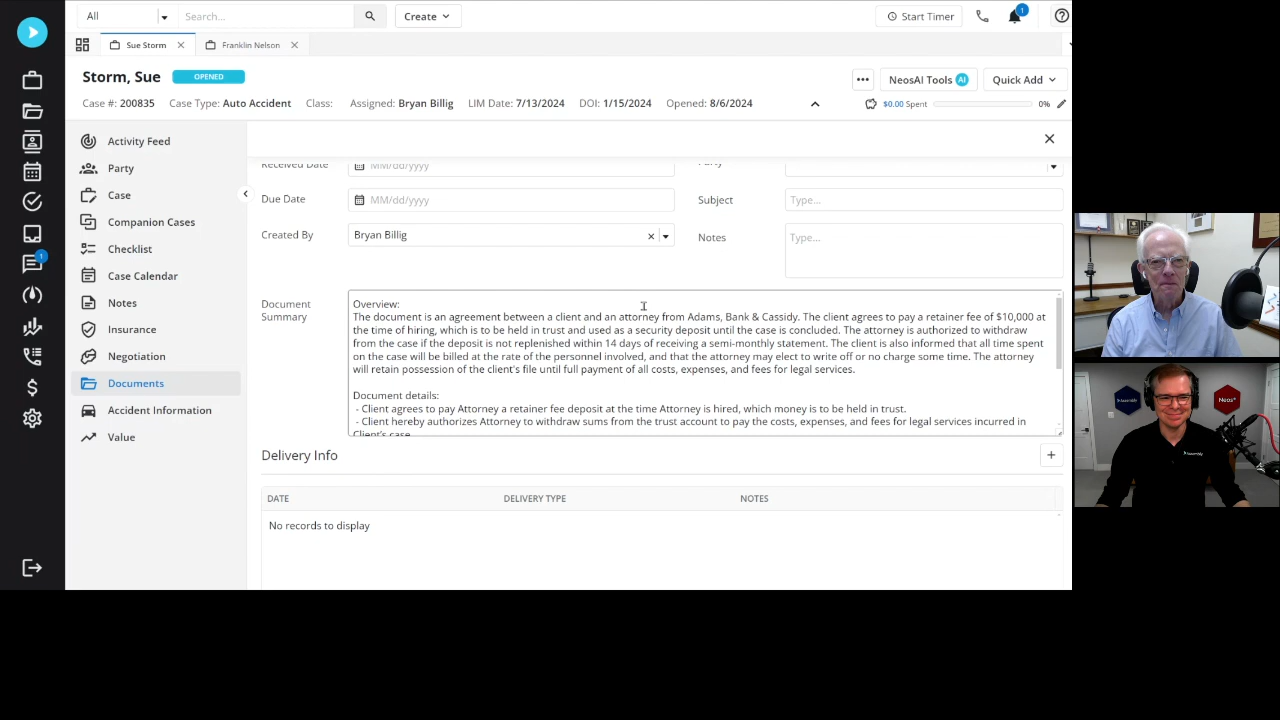 All
Search...
Create
Start Timer
1
Sue Storm
Franklin Nelson
Storm, Sue
OPENED
NeosAI Tools AI
Quick Add
Case #: 200835 Case Type: Auto Accident Class: Assigned: Bryan Billig LIM Date: 7/13/2024 DOI: 1/15/2024 Opened: 8/6/2024
$0.00 Spent
0%
Activity Feed
Party
Case
Companion Cases
Checklist
Case Calendar
Notes
Insurance
Negotiation
Documents
Accident Information
Value
1
Received Date
MM/dd/yyyy
Party
Due Date
MM/dd/yyyy
Subject
Type...
Created By
Bryan Billig
Notes
Type...
Document
Summary
Overview:
The document is an agreement between a client and an attorney from Adams, Bank & Cassidy. The client agrees to pay a retainer fee of $10,000 at
the time of hiring, which is to be held in trust and used as a security deposit until the case is concluded. The attorney is authorized to withdraw
from the case if the deposit is not replenished within 14 days of receiving a semi-monthly statement. The client is also informed that all time spent
on the case will be billed at the rate of the personnel involved, and that the attorney may elect to write off or no charge some time. The attorney
will retain possession of the client's file until full payment of all costs, expenses, and fees for legal services.
Document details:
- Client agrees to pay Attorney a retainer fee deposit at the time Attorney is hired, which money is to be held in trust.
- Client hereby authorizes Attorney to withdraw sums from the trust account to pay the costs, expenses, and fees for legal services incurred in
Client's case
Delivery Info
DATE
DELIVERY TYPE
NOTES
No records to display
Assembly
Neos
Assembly